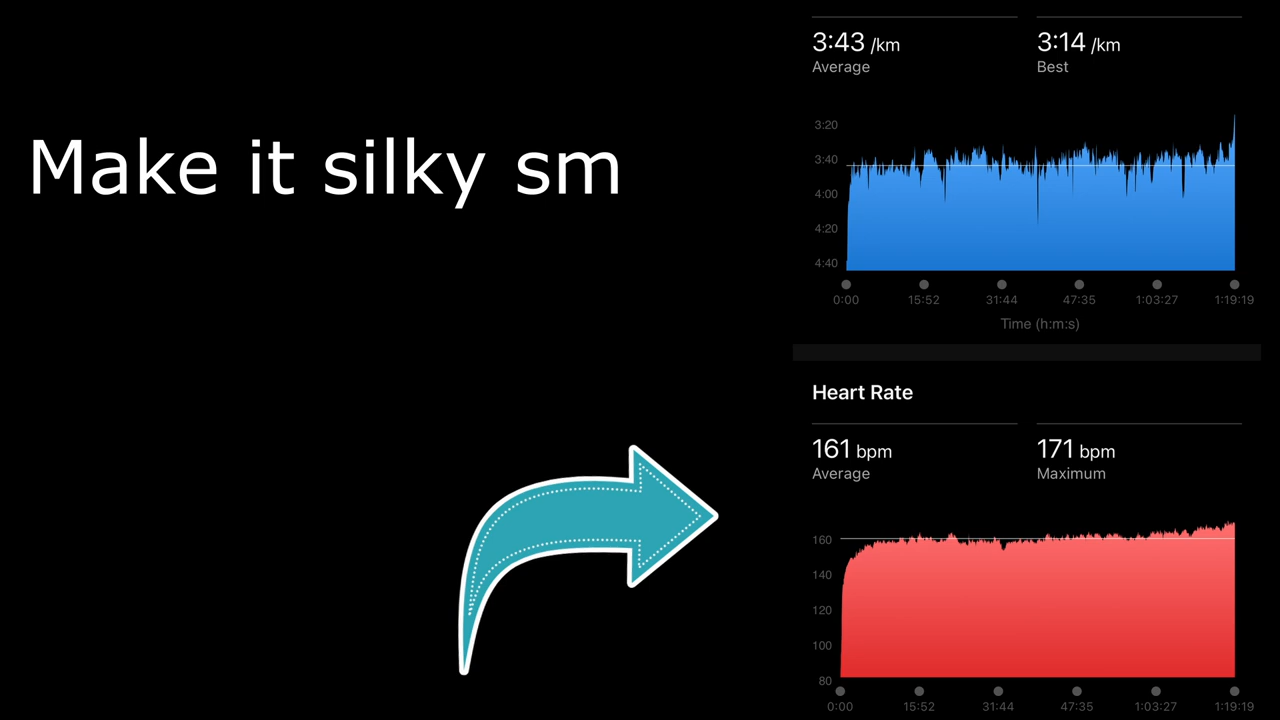 Make it silky sm
3:43 /km 3:14 /km
Average Best
3:20
3:40
4:00
4:20
4:40
0:00 15:52 31:44 47:35 1:03:27 1:19:19
Time (h:m:s)
Heart Rate
161 bpm 171 bpm
Average Maximum
160
140
120
100
80
0:00 15:52 31:44 47:35 1:03:27 1:19:19